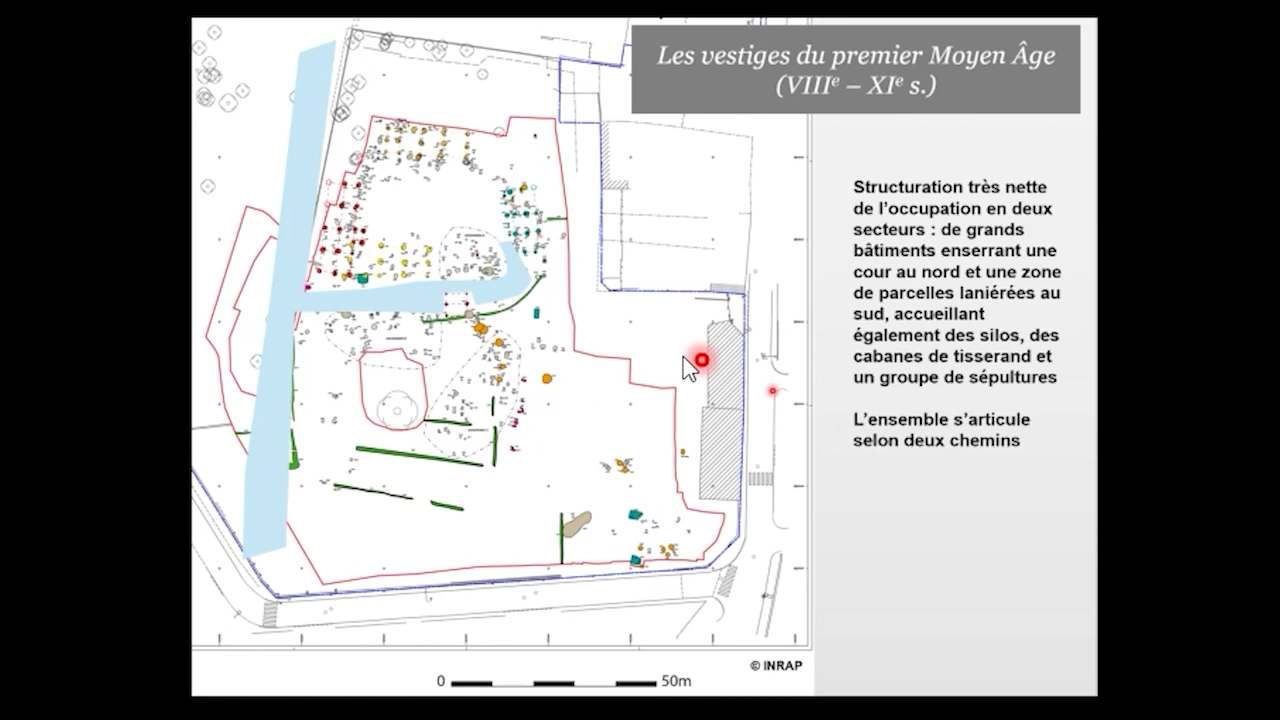 Les vestiges du premier Moyen Âge
(VIIIe – XIe s.)
Structuration très nette
de l’occupation en deux
secteurs : de grands
bâtiments enserrant une
cour au nord et une zone
de parcelles laniérées au
sud, accueillant
également des silos, des
cabanes de tisserand et
un groupe de sépultures
L’ensemble s’articule
selon deux chemins
© INRAP
0 50m